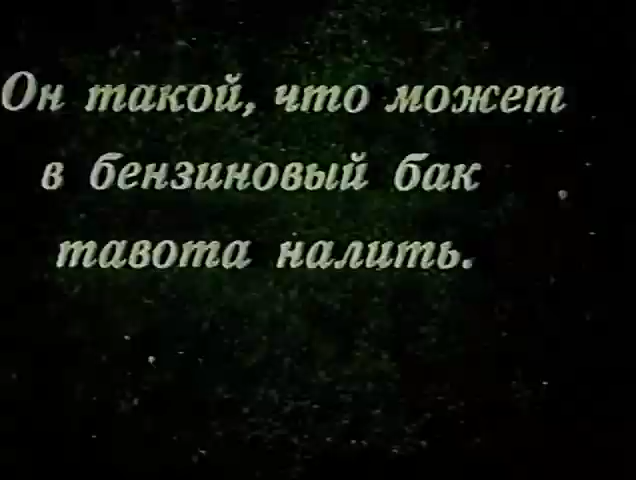 Он такой, что может
в бензиновый бак
тавота налить.